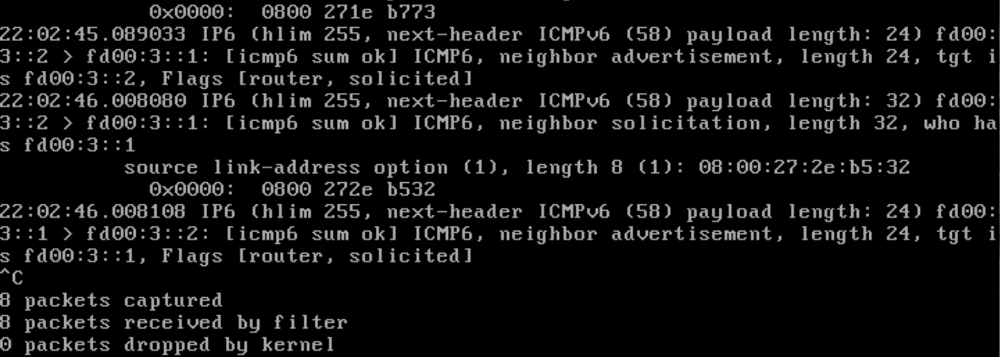 0x0000:  0800 271e b773
22:02:45.089033 IP6 (hlim 255, next-header ICMPv6 (58) payload length: 24) fd00:
3::2 > fd00:3::1: [icmp6 sum ok] ICMP6, neighbor advertisement, length 24, tgt i
s fd00:3::2, Flags [router, solicited]
22:02:46.008080 IP6 (hlim 255, next-header ICMPv6 (58) payload length: 32) fd00:
3::2 > fd00:3::1: [icmp6 sum ok] ICMP6, neighbor solicitation, length 32, who ha
s fd00:3::1
source link-address option (1), length 8 (1): 08:00:27:2e:b5:32
0x0000:  0800 272e b532
22:02:46.008108 IP6 (hlim 255, next-header ICMPv6 (58) payload length: 24) fd00:
3::1 > fd00:3::2: [icmp6 sum ok] ICMP6, neighbor advertisement, length 24, tgt i
s fd00:3::1, Flags [router, solicited]
^C
8 packets captured
8 packets received by filter
0 packets dropped by kernel